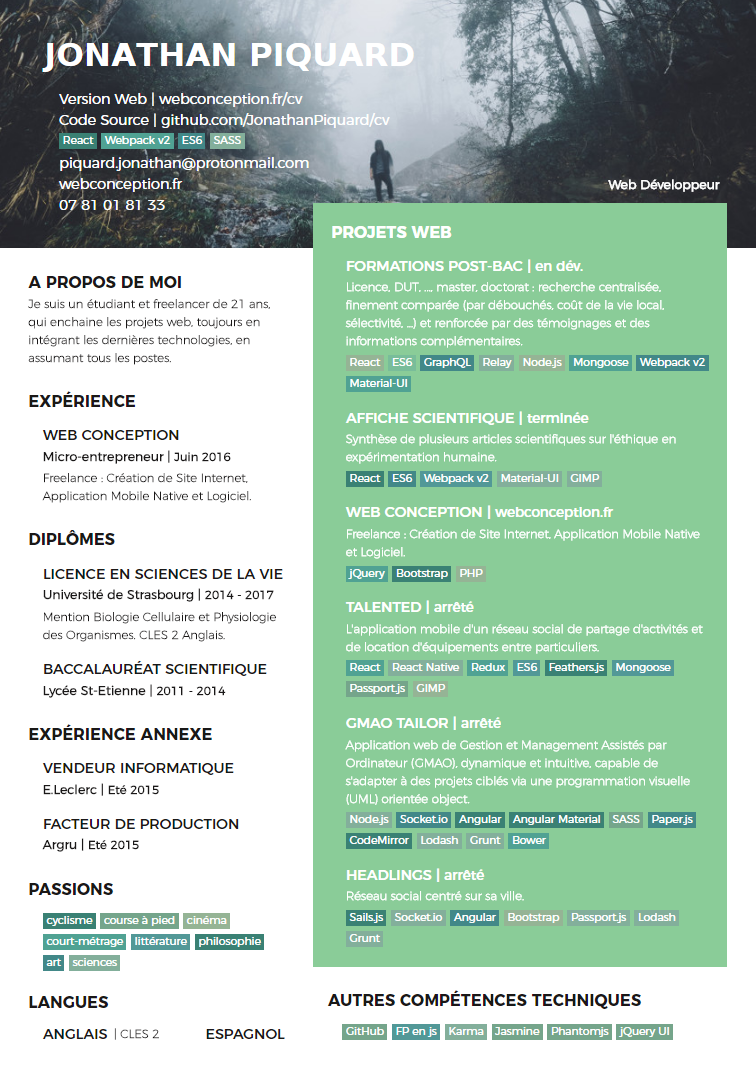 JONATHAN PIQUARD
Version Web | webconception.fr/cv
Code Source | github.com/JonathanPiquard/cv
React Webpack v2 ES6 SASS
piquard.jonathan@protonmail.com
webconception.fr
07 81 01 81 33
Web Développeur
A PROPOS DE MOI
Je suis un étudiant et freelancer de 21 ans,
qui enchaine les projets web, toujours en
intégrant les dernières technologies, en
assumant tous les postes.
EXPÉRIENCE
WEB CONCEPTION
Micro-entrepreneur | Juin 2016
Freelance : Création de Site Internet,
Application Mobile Native et Logiciel.
DIPLÔMES
LICENCE EN SCIENCES DE LA VIE
Université de Strasbourg | 2014 - 2017
Mention Biologie Cellulaire et Physiologie
des Organismes. CLES 2 Anglais.
BACCALAURÉAT SCIENTIFIQUE
Lycée St-Etienne | 2011 - 2014
EXPÉRIENCE ANNEXE
VENDEUR INFORMATIQUE
E.Leclerc | Eté 2015
FACTEUR DE PRODUCTION
Argru | Eté 2015
PASSIONS
cyclisme course à pied cinéma
court-métrage littérature philosophie
art sciences
LANGUES
ANGLAIS | CLES 2 ESPAGNOL
PROJETS WEB
FORMATIONS POST-BAC | en dév.
Licence, DUT, ..., master, doctorat : recherche centralisée,
finement comparée (par débouchés, coût de la vie local,
sélectivité, ...) et renforcée par des témoignages et des
informations complémentaires.
React ES6 GraphQL Relay Node.js Mongoose Webpack v2
Material-UI
AFFICHE SCIENTIFIQUE | terminée
Synthèse de plusieurs articles scientifiques sur l'éthique en
expérimentation humaine.
React ES6 Webpack v2 Material-UI GIMP
WEB CONCEPTION | webconception.fr
Freelance : Création de Site Internet, Application Mobile Native
et Logiciel.
jQuery Bootstrap PHP
TALENTED | arrêté
L'application mobile d'un réseau social de partage d'activités et
de location d'équipements entre particuliers.
React React Native Redux ES6 Feathers.js Mongoose
Passport.js GIMP
GMAO TAILOR | arrêté
Application web de Gestion et Management Assistés par
Ordinateur (GMAO), dynamique et intuitive, capable de
s'adapter à des projets ciblés via une programmation visuelle
(UML) orientée object.
Node.js Socket.io Angular Angular Material SASS Paper.js
CodeMirror Lodash Grunt Bower
HEADLINGS | arrêté
Réseau social centré sur sa ville.
Sails.js Socket.io Angular Bootstrap Passport.js Lodash
Grunt
AUTRES COMPÉTENCES TECHNIQUES
GitHub FP en js Karma Jasmine Phantomjs jQuery UI